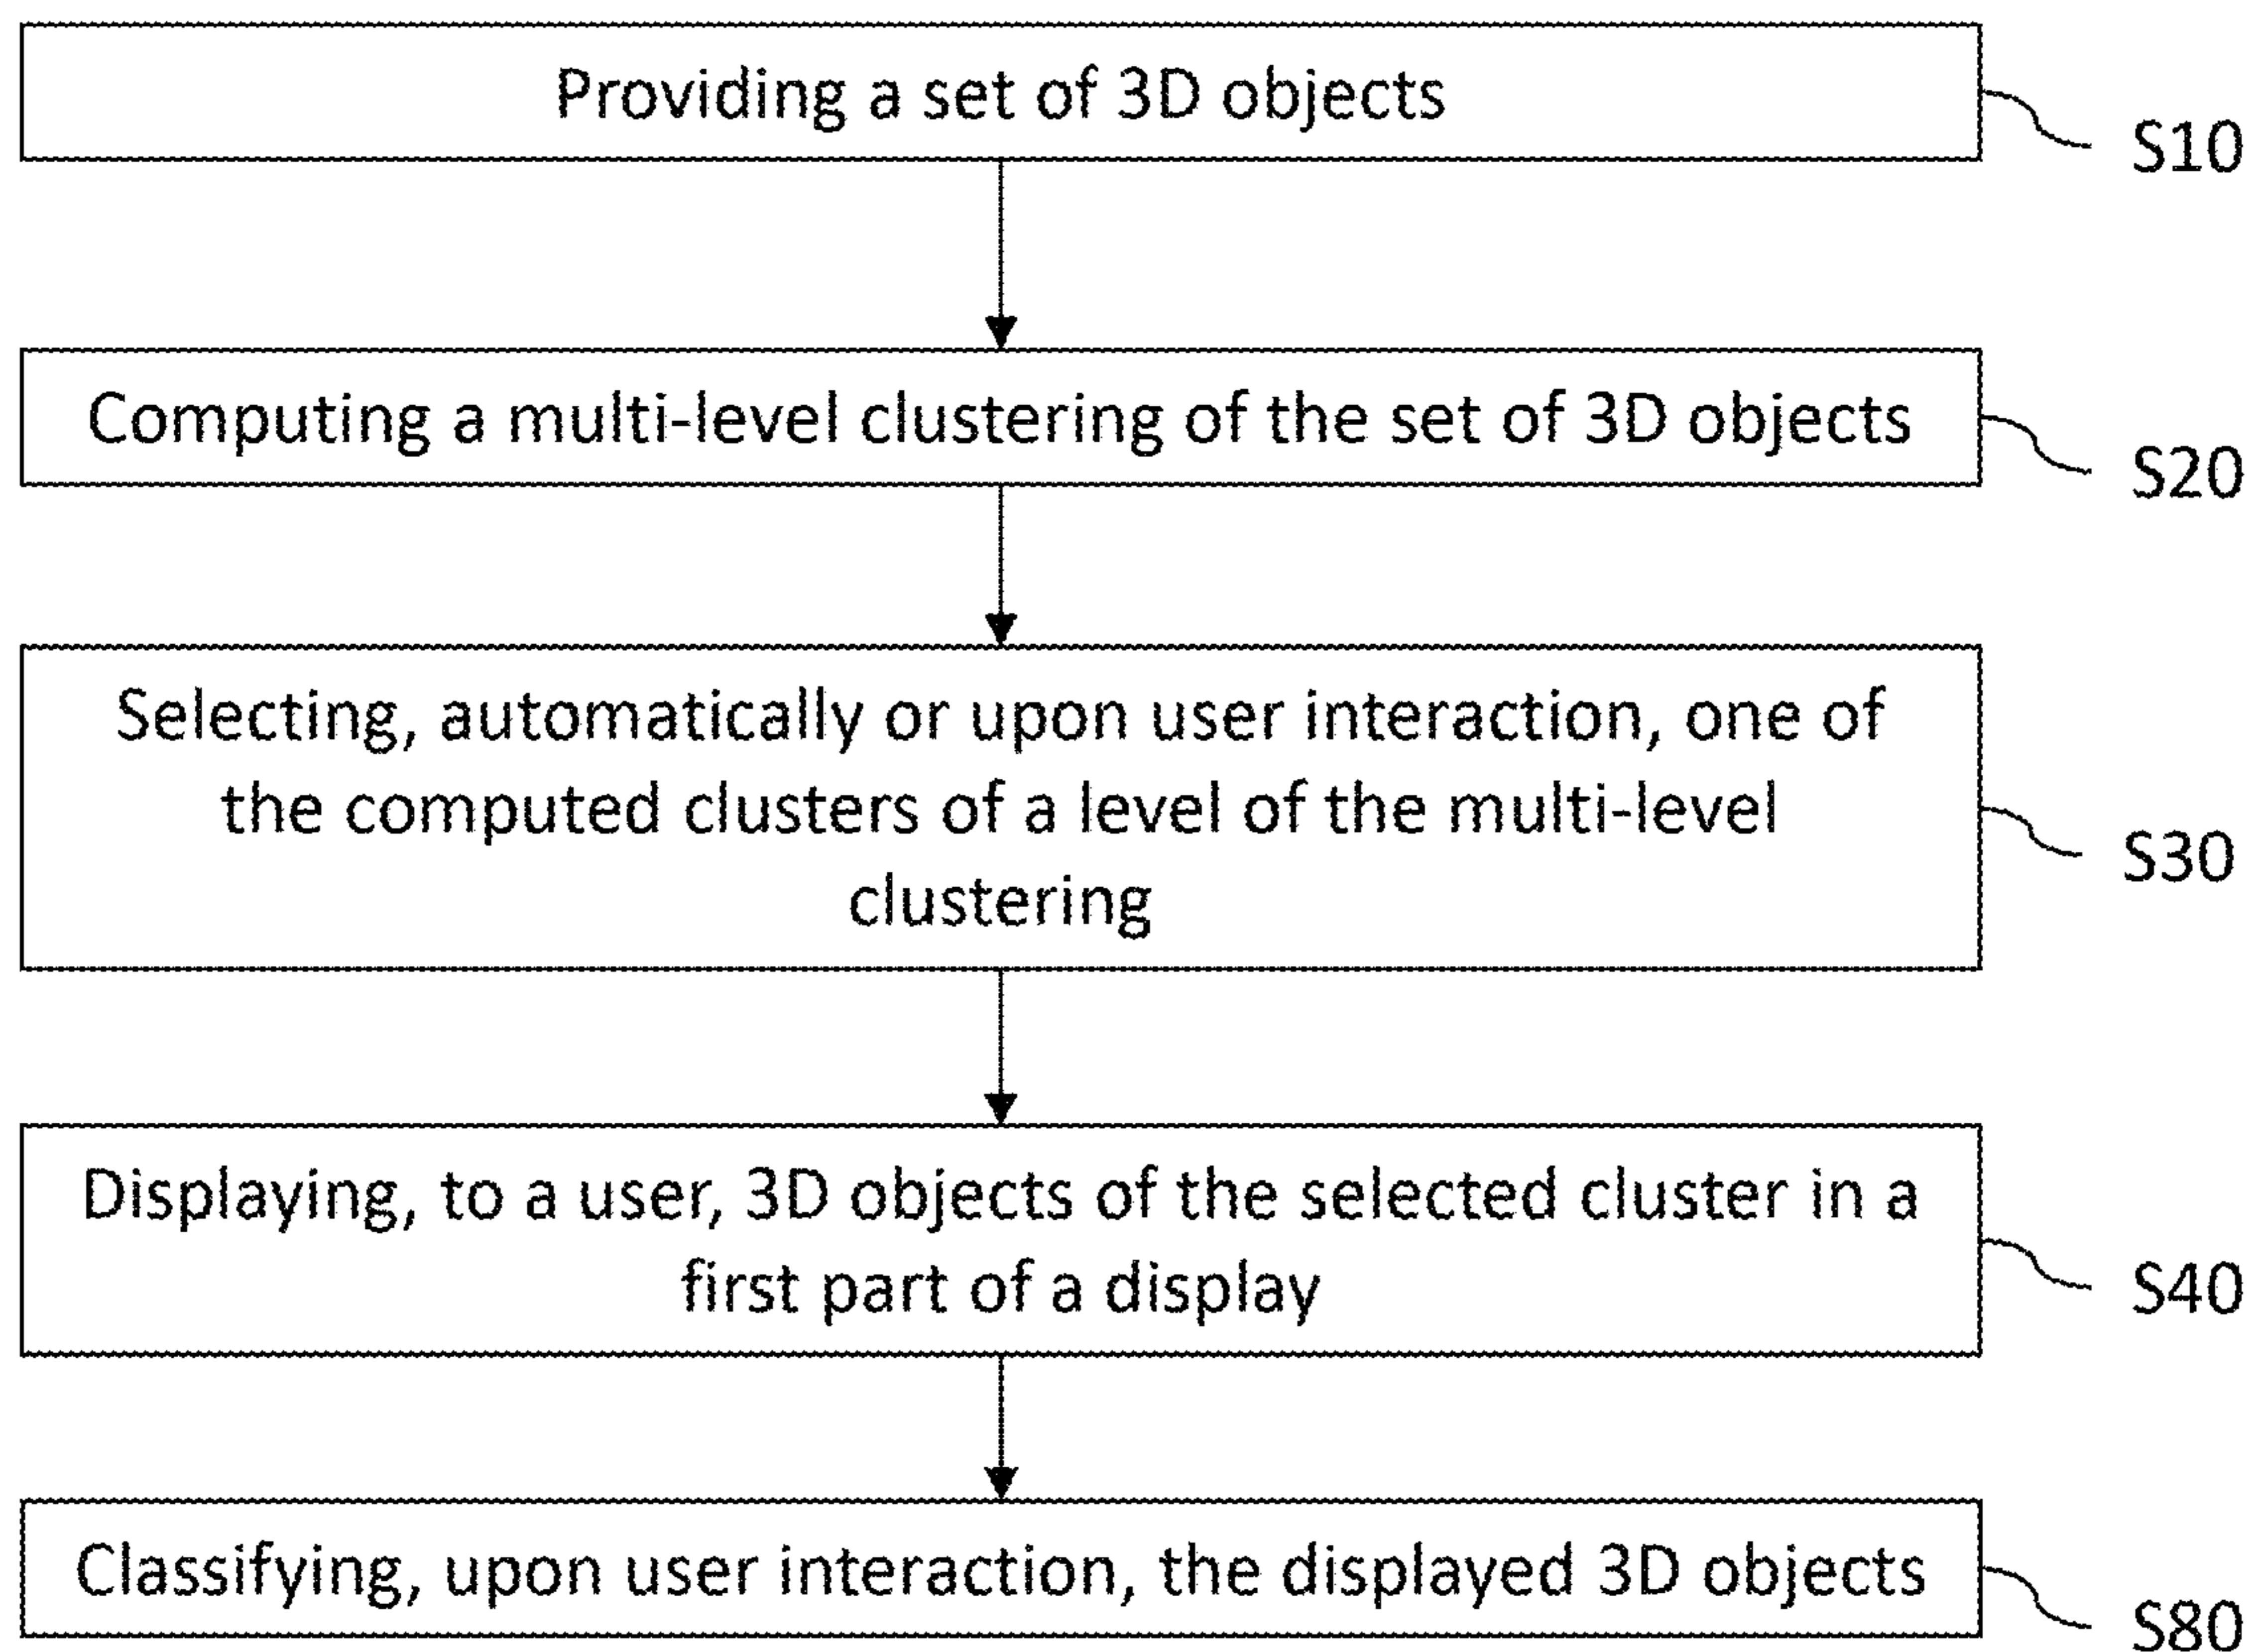 Providing a set of 3D objects
S10
Computing a multi-level clustering of the set of 3D objects
S20
Selecting, automatically or upon user interaction, one of
the computed clusters of a level of the multi-level
clustering
S30
Displaying, to a user, 3D objects of the selected cluster in a
first part of a display
S40
Classifying, upon user interaction, the displayed 3D objects
S80